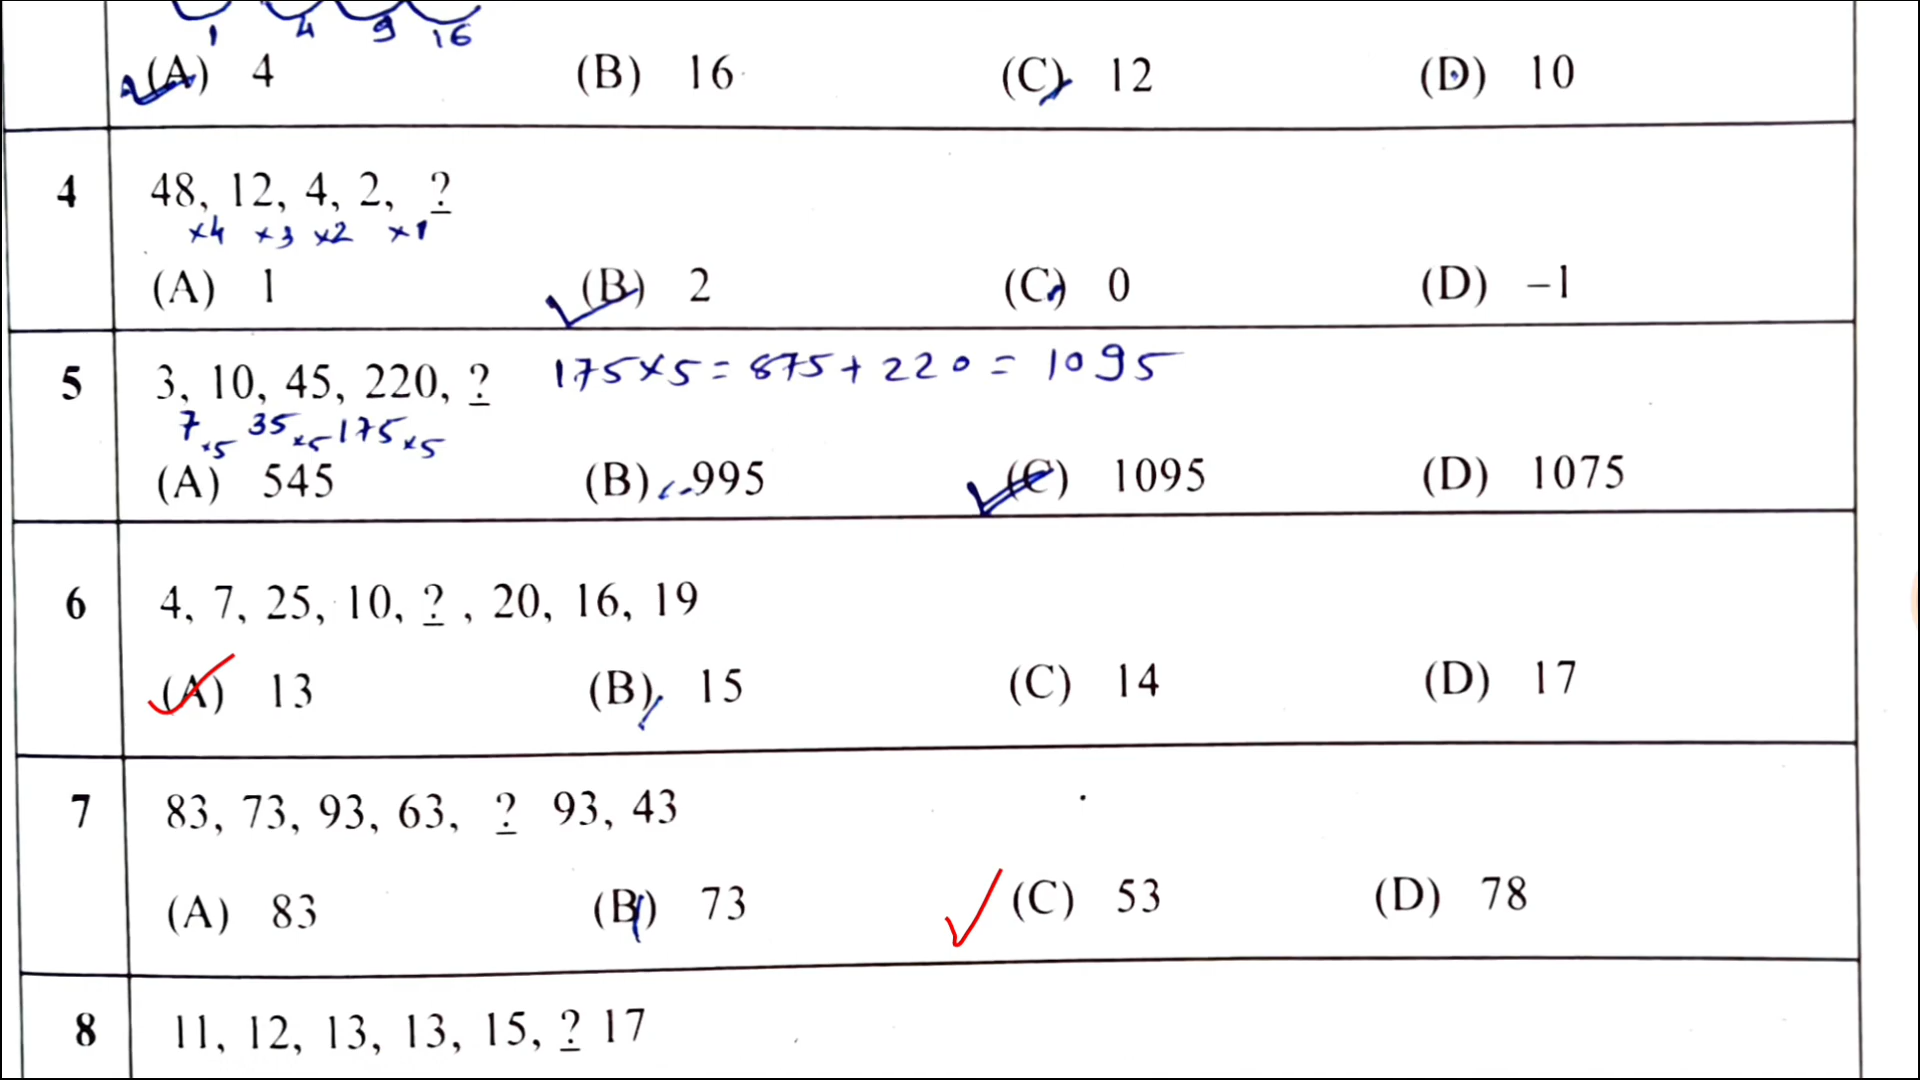 1 4 9 16
(A) 4 (B) 16 (C) 12 (D) 10
4 48, 12, 4, 2, ?
×4 ×3 ×2 ×1
(A) 1 (B) 2 (C) 0 (D) −1
5 3, 10, 45, 220, ? 175×5=875+220=1095
7 ×5 35 ×5 175 ×5
(A) 545 (B) 995 (C) 1095 (D) 1075
6 4, 7, 25, 10, ? , 20, 16, 19
(A) 13 (B) 15 (C) 14 (D) 17
7 83, 73, 93, 63, ? 93, 43
(A) 83 (B) 73 (C) 53 (D) 78
8 11, 12, 13, 13, 15, ? 17